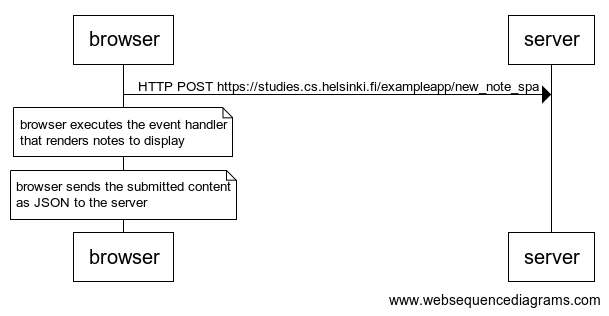 browser
server
HTTP POST https://studies.cs.helsinki.fi/exampleapp/new_note_spa
browser executes the event handler
that renders notes to display
browser sends the submitted content
as JSON to the server
browser
server
www.websequencediagrams.com